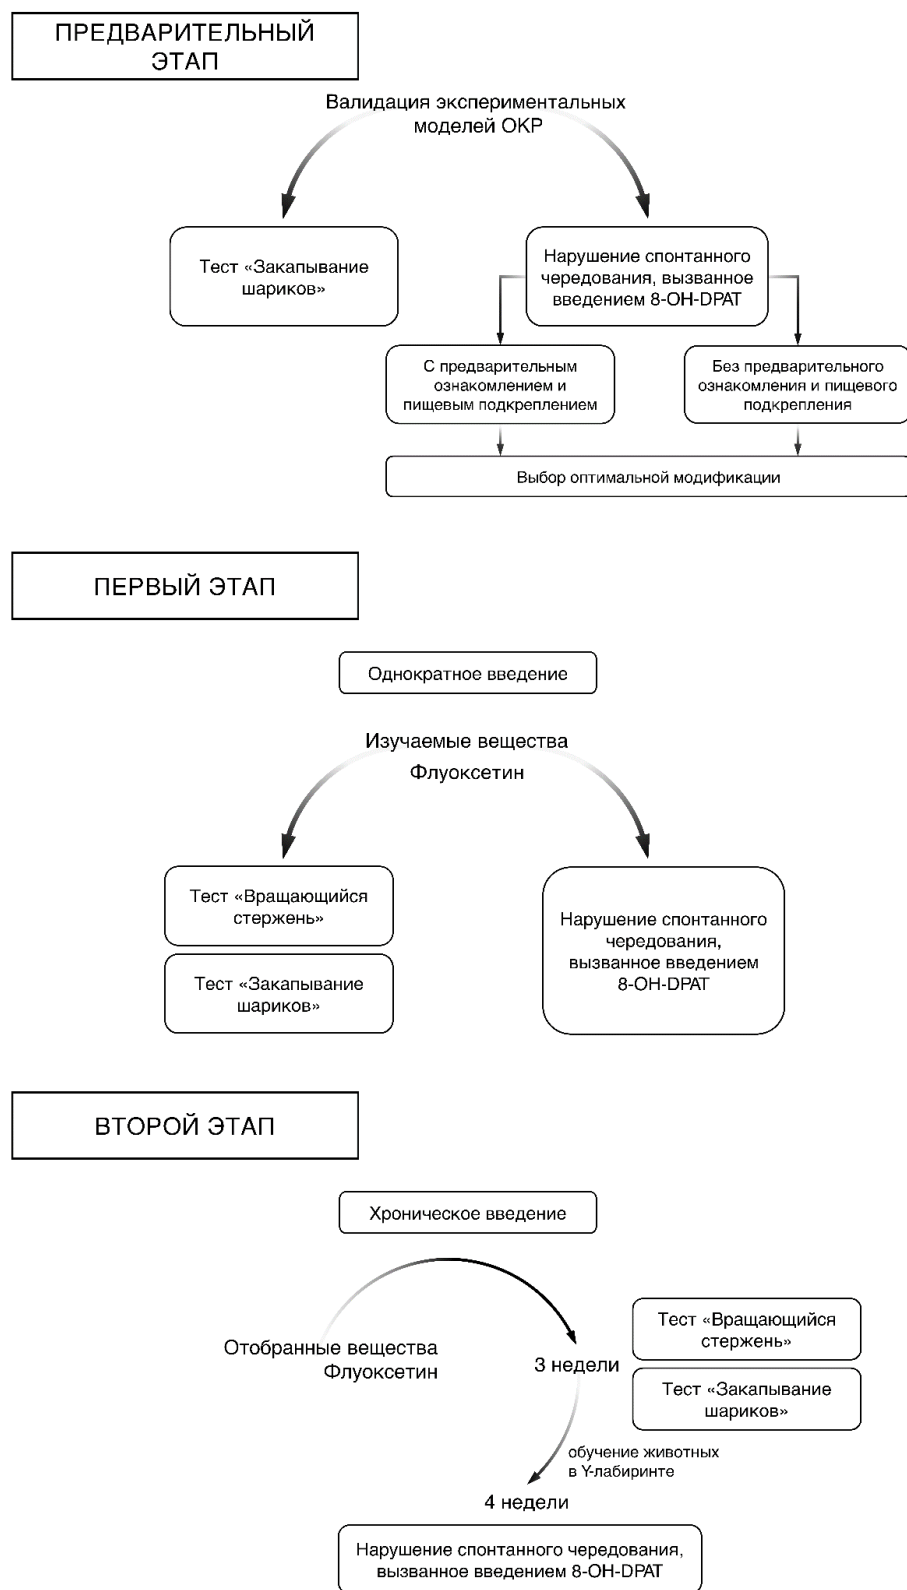 ПРЕДВАРИТЕЛЬНЫЙ
ЭТАП
Валидация экспериментальных
моделей ОКР
Тест «Закапывание
шариков»
Нарушение спонтанного
чередования, вызванное
введением 8-OH-DPAT
С предварительным
ознакомлением и
пищевым подкреплением
Без предварительного
ознакомления и пищевого
подкрепления
Выбор оптимальной модификации
ПЕРВЫЙ ЭТАП
Однократное введение
Изучаемые вещества
Флуоксетин
Тест «Вращающийся
стержень»
Тест «Закапывание
шариков»
Нарушение спонтанного
чередования,
вызванное введением
8-OH-DPAT
ВТОРОЙ ЭТАП
Хроническое введение
Отобранные вещества
Флуоксетин
3 недели
Тест «Вращающийся
стержень»
Тест «Закапывание
шариков»
обучение животных
в Y-лабиринте
4 недели
Нарушение спонтанного чередования,
вызванное введением 8-OH-DPAT